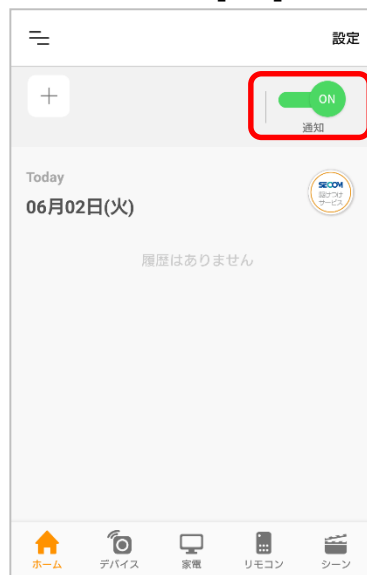 設定
ON
通知
Today
06月02日(火)
SECOM
駆けつけ
サービス
履歴はありません
ホーム
デバイス
家電
リモコン
シーン